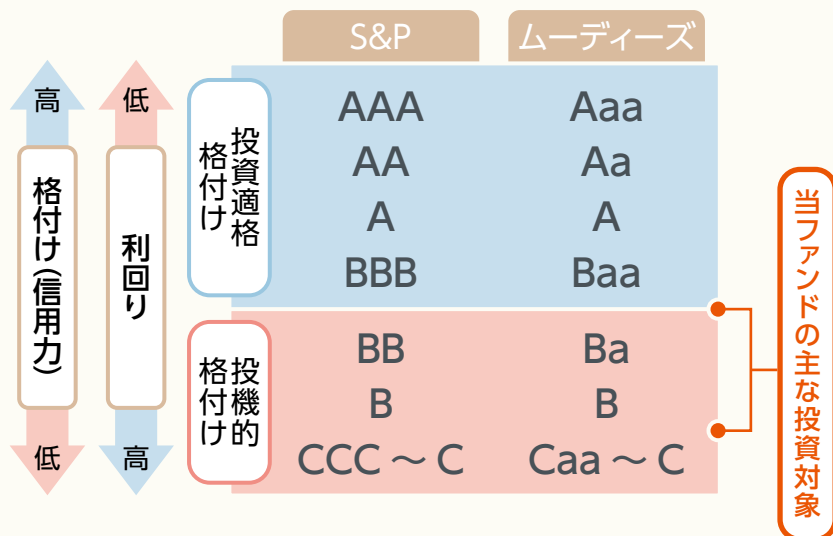 S&P ムーディーズ
高
格付け(信用力)
低
低
利回り
高
投資適格
格付け
AAA Aaa
AA Aa
A A
BBB Baa
投機的
格付け
BB Ba
B B
CCC ～ C Caa ～ C
当ファンドの主な投資対象